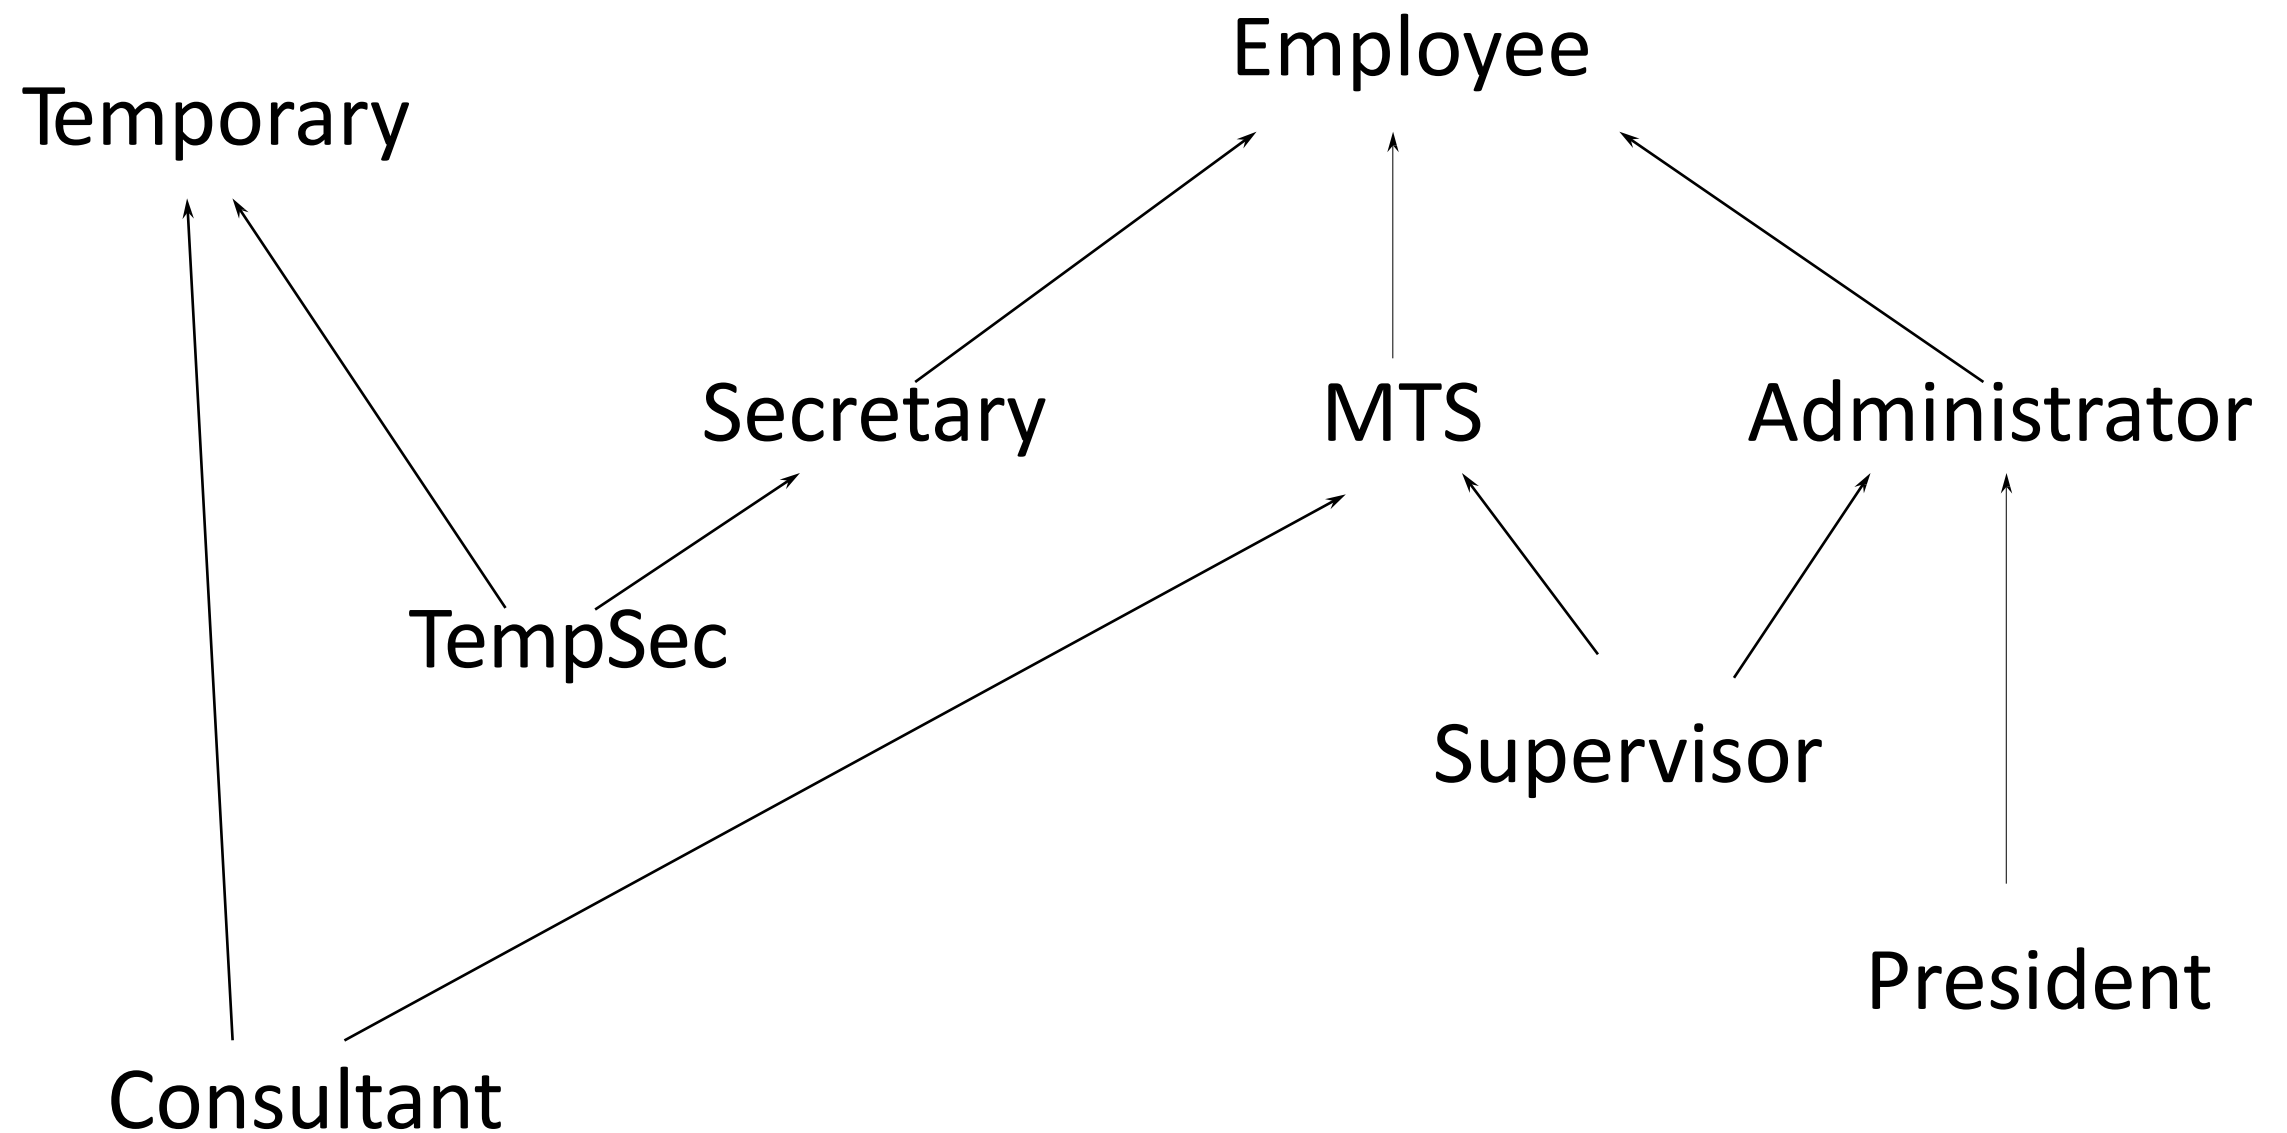 Employee
Temporary
Secretary
MTS
Administrator
TempSec
Supervisor
President
Consultant